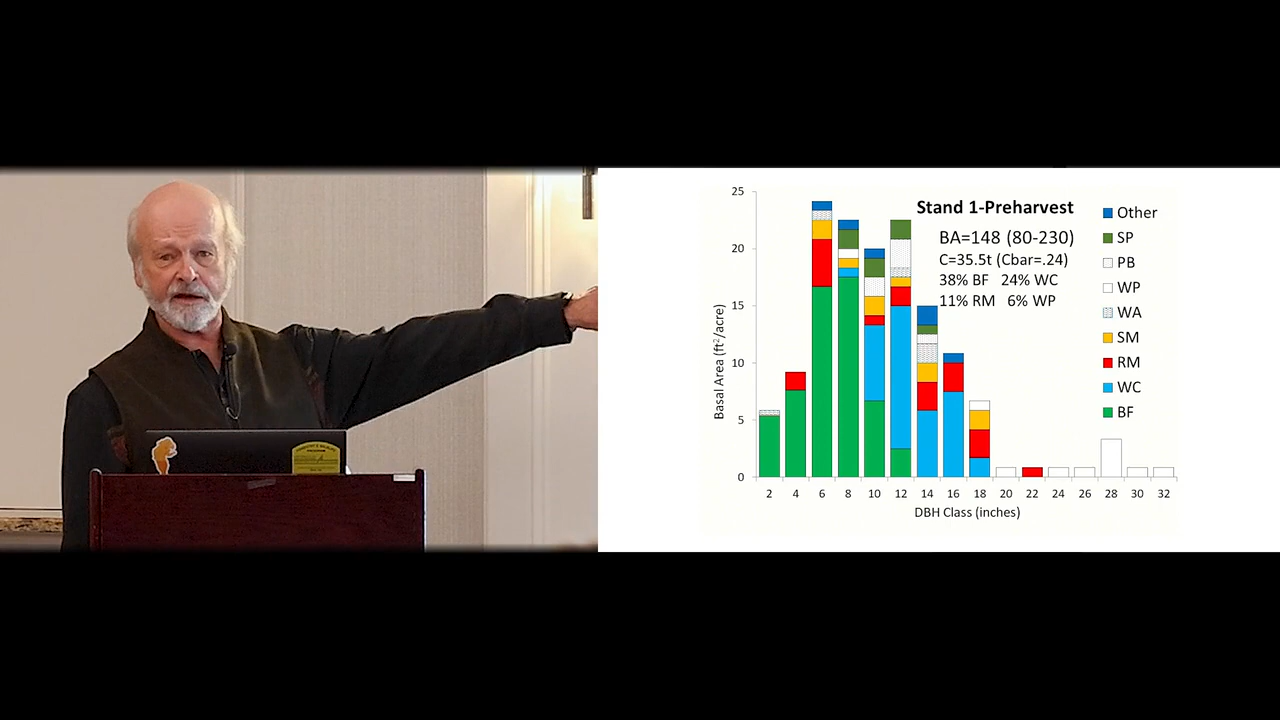 Stand 1-Preharvest
BA=148 (80-230)
C=35.5t (Cbar=.24)
38% BF 24% WC
11% RM 6% WP
Other
SP
PB
WP
WA
SM
RM
WC
BF
25
20
15
10
5
0
Basal Area (ft²/acre)
2 4 6 8 10 12 14 16 18 20 22 24 26 28 30 32
DBH Class (inches)